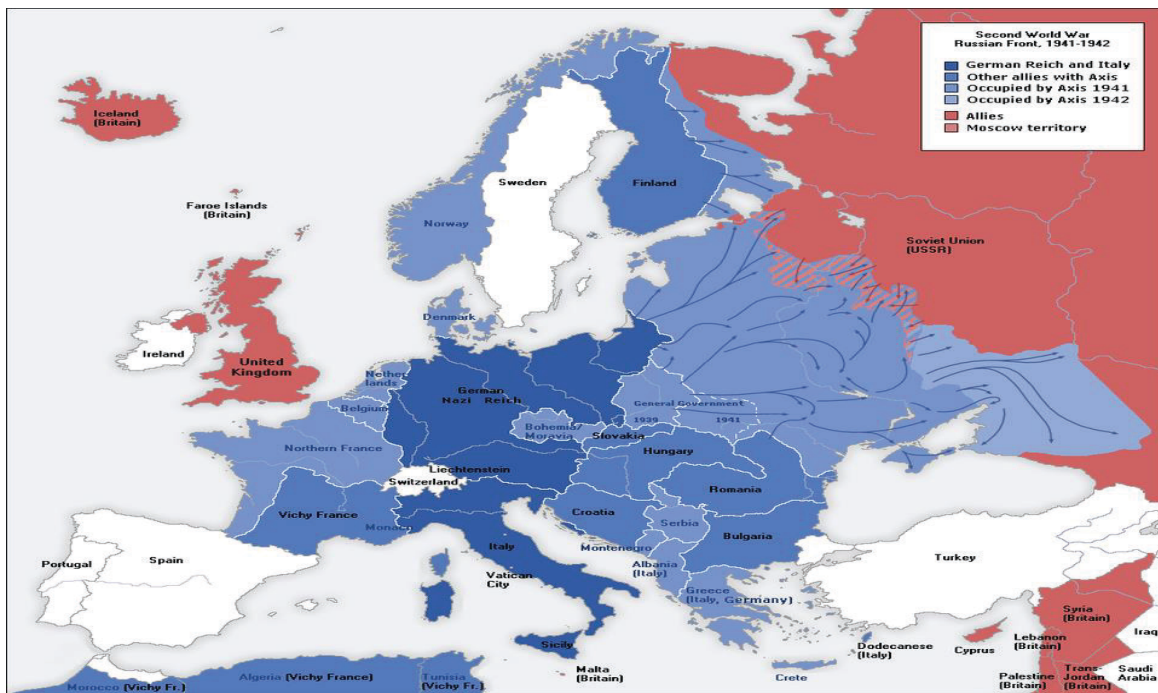 Second World War
Russian Front, 1941-1942
German Reich and Italy
Other allies with Axis
Occupied by Axis 1941
Occupied by Axis 1942
Allies
Moscow territory
Iceland
(Britain)
Faroe Islands
(Britain)
Sweden
Finland
Norway
Soviet Union
(USSR)
Denmark
Ireland
United
Kingdom
Nether
lands
Belgium
German
Nazi Reich
General Government
1939
1941
Bohemia/
Moravia
Slovakia
Northern France
Liechtenstein
Switzerland
Hungary
Romania
Vichy France
Monaco
Croatia
Serbia
Italy
Montenegro
Bulgaria
Portugal
Spain
Vatican
City
Albania
(Italy)
Turkey
Greece
(Italy, Germany)
Sicily
Malta
(Britain)
Dodecanese
(Italy)
Crete
Cyprus
Syria
(Britain)
Lebanon
(Britain)
Iraq
Palestine
(Britain)
Trans-
Jordan
(Britain)
Saudi
Arabia
Morocco (Vichy Fr.)
Algeria (Vichy France)
Tunisia
(Vichy Fr.)